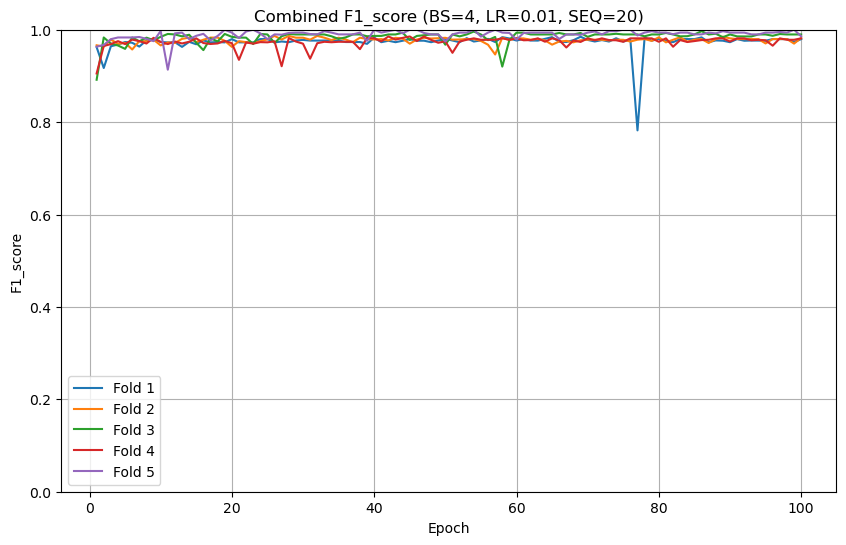 Combined F1_score (BS=4, LR=0.01, SEQ=20)
F1_score
1.0
0.8
0.6
0.4
0.2
0.0
Fold 1
Fold 2
Fold 3
Fold 4
Fold 5
0 20 40 60 80 100
Epoch